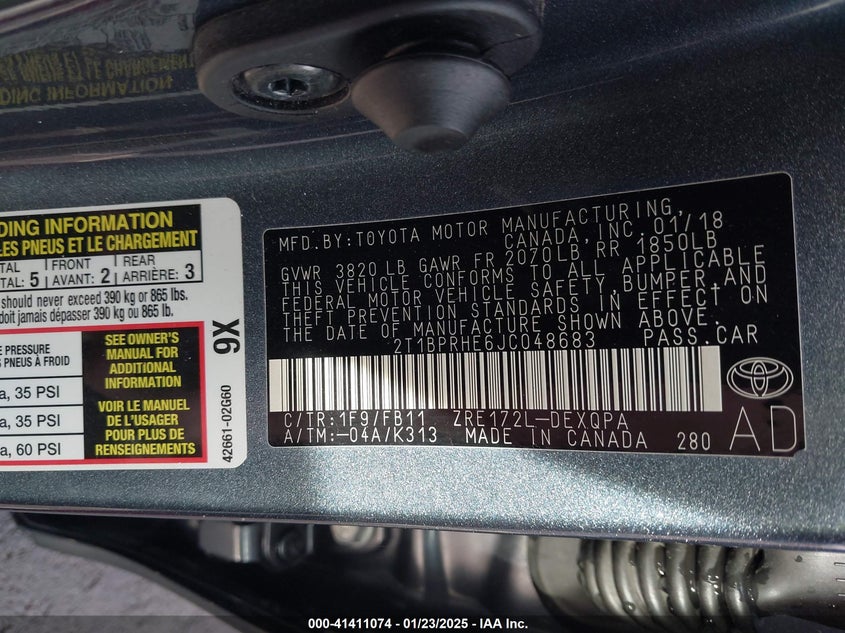 DING INFORMATION
LES PNEUS ET LE CHARGEMENT
TAL 5 FRONT 2 REAR 3
TAL: AVANT: ARRIÈRE:
should never exceed 390 kg or 865 lbs.
doit jamais dépasser 390 kg ou 865 lb.
E PRESSURE
S PNEUS À FROID
a, 35 PSI
a, 35 PSI
a, 60 PSI
SEE OWNER'S
MANUAL FOR
ADDITIONAL
INFORMATION
VOIR LE MANUEL
POUR PLUS DE
RENSEIGNEMENTS
9X
42661-02G60
MFD.BY:TOYOTA MOTOR MANUFACTURING,
CANADA, INC. 01/18
GVWR 3820 LB GAWR FR 2070LB, RR 1850LB
THIS VEHICLE CONFORMS TO ALL APPLICABLE
FEDERAL MOTOR VEHICLE SAFETY,BUMPER,AND
THEFT PREVENTION STANDARDS IN EFFECT ON
THE DATE OF MANUFACTURE SHOWN ABOVE.
2T1BPRHE6JC048683 PASS.CAR
C/TR:1F9/FB11 ZRE172L-DEXQPA
A/TM:-04A/K313 MADE IN CANADA 280
AD
000-41411074 - 01/23/2025 - IAA Inc.